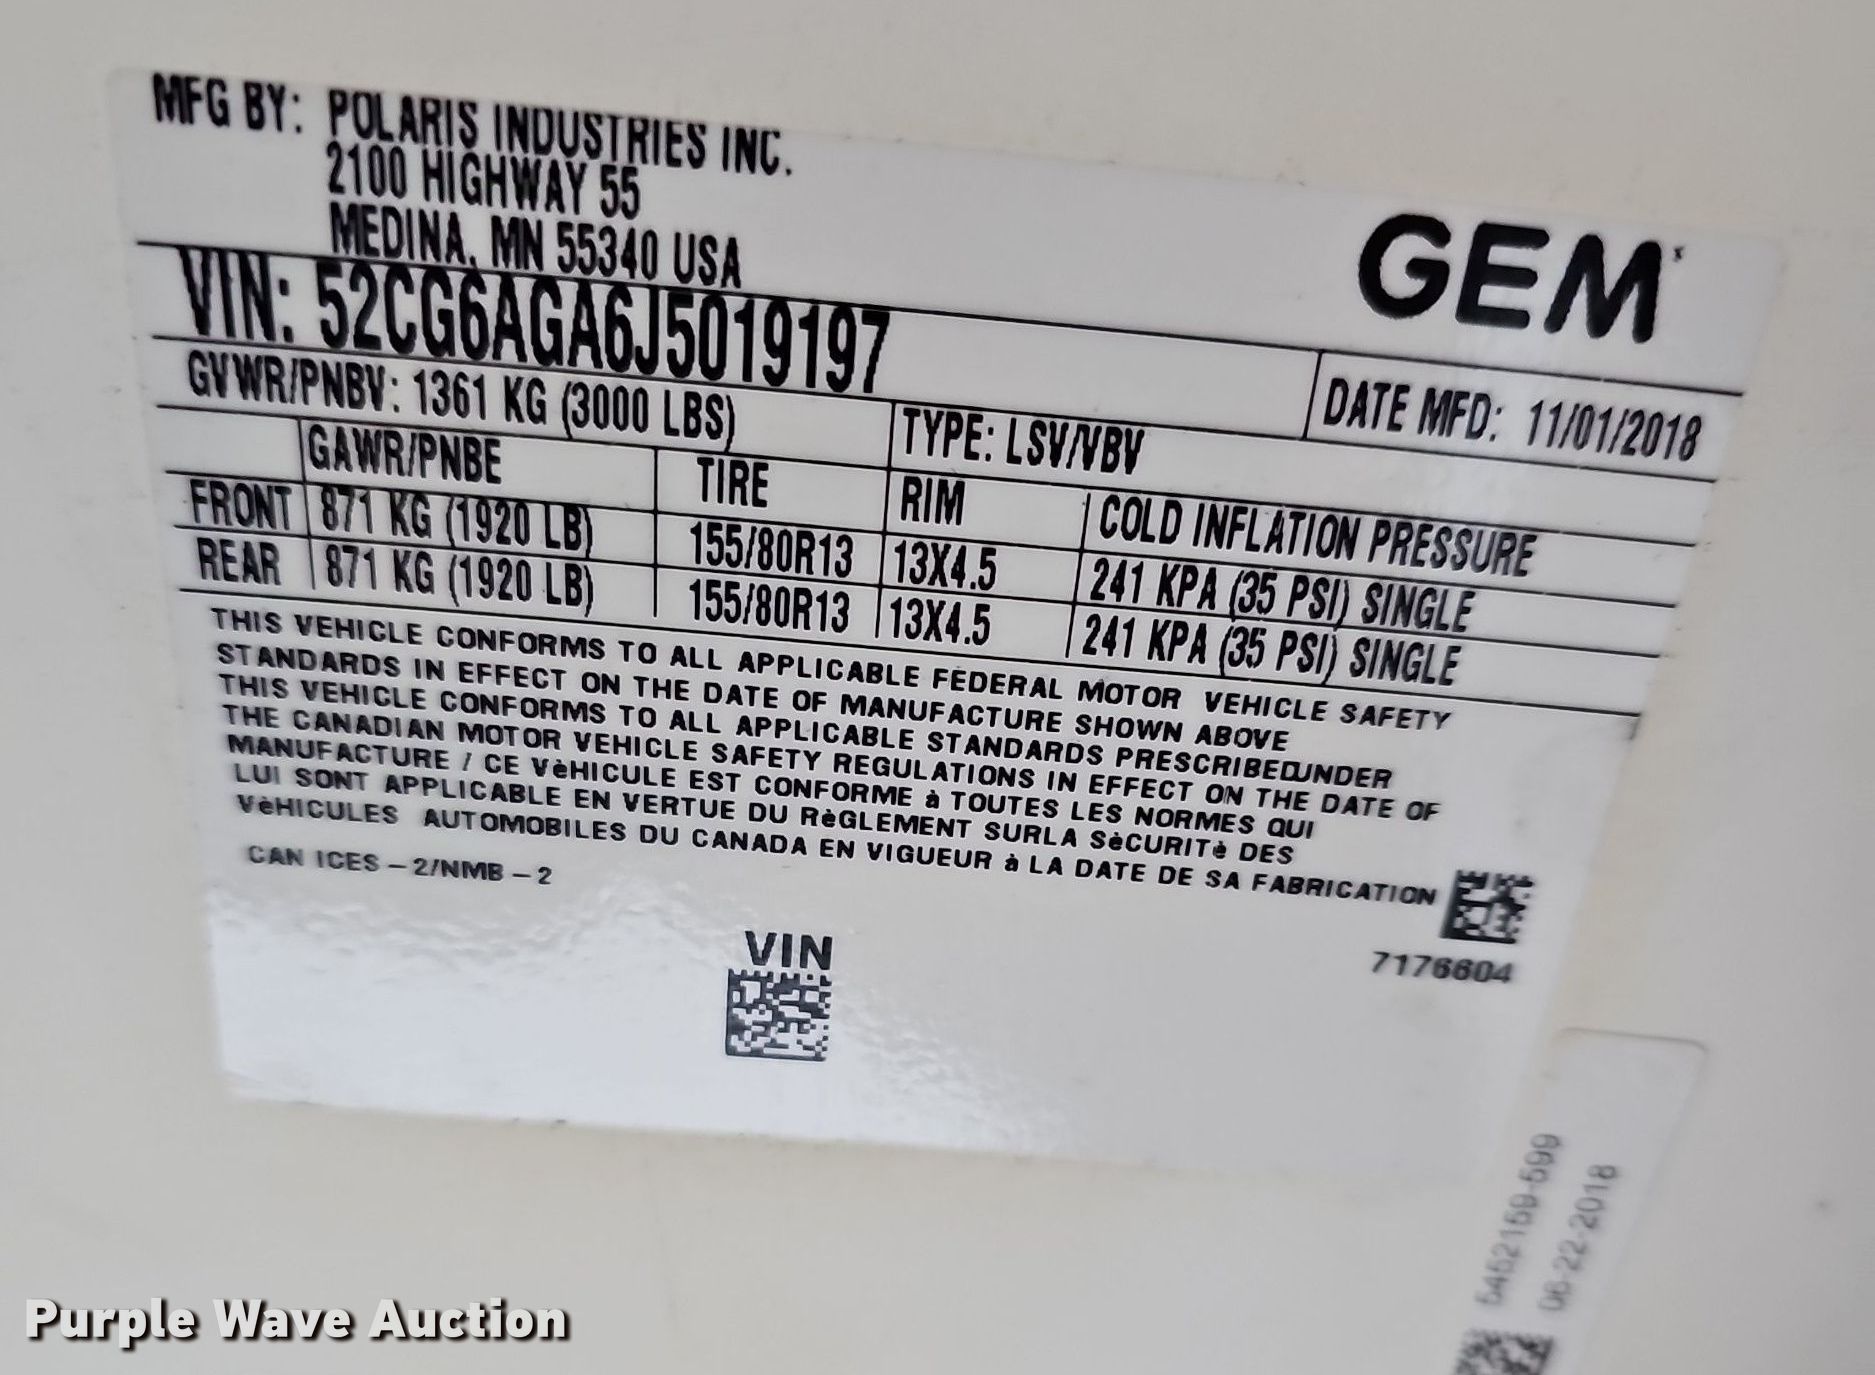 MFG BY: POLARIS INDUSTRIES INC.
2100 HIGHWAY 55
MEDINA, MN 55340 USA
GEM
VIN: 52CG6AGA6J5019197
DATE MFD: 11/01/2018
GVWR/PNBV: 1361 KG (3000 LBS)
TYPE: LSV/VBV
GAWR/PNBE TIRE RIM COLD INFLATION PRESSURE
FRONT 871 KG (1920 LB) 155/80R13 13X4.5 241 KPA (35 PSI) SINGLE
REAR 871 KG (1920 LB) 155/80R13 13X4.5 241 KPA (35 PSI) SINGLE
THIS VEHICLE CONFORMS TO ALL APPLICABLE FEDERAL MOTOR VEHICLE SAFETY
STANDARDS IN EFFECT ON THE DATE OF MANUFACTURE SHOWN ABOVE
THIS VEHICLE CONFORMS TO ALL APPLICABLE STANDARDS PRESCRIBED UNDER
THE CANADIAN MOTOR VEHICLE SAFETY REGULATIONS IN EFFECT ON THE DATE OF
MANUFACTURE / CE VèHICULE EST CONFORME à TOUTES LES NORMES QUI
LUI SONT APPLICABLE EN VERTUE DU RèGLEMENT SURLA SèCURITè DES
VèHICULES AUTOMOBILES DU CANADA EN VIGUEUR à LA DATE DE SA FABRICATION
CAN ICES - 2/NMB - 2
7176604
VIN
5452159-599
06-22-2018
Purple Wave Auction